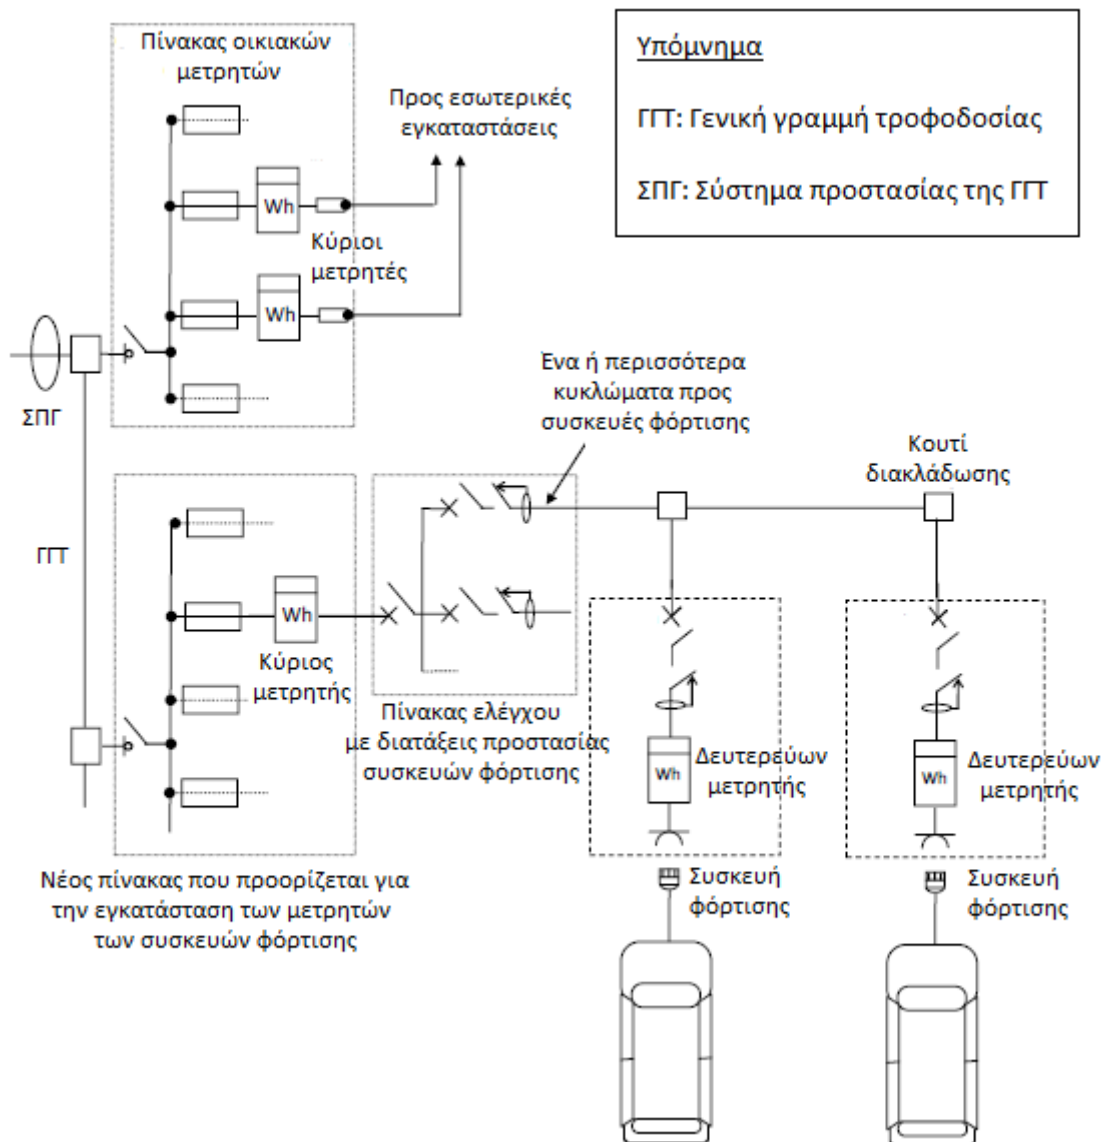 Πίνακας οικιακών
μετρητών
Υπόμνημα
ΓΓΤ: Γενική γραμμή τροφοδοσίας
ΣΠΓ: Σύστημα προστασίας της ΓΓΤ
Προς εσωτερικές
εγκαταστάσεις
Wh
Κύριοι
μετρητές
Wh
ΣΠΓ
Ένα ή περισσότερα
κυκλώματα προς
συσκευές φόρτισης
Κουτί
διακλάδωσης
ΓΓΤ
Wh
Κύριος
μετρητής
Πίνακας ελέγχου
με διατάξεις προστασίας
συσκευών φόρτισης
Wh
Δευτερεύων
μετρητής
Wh
Δευτερεύων
μετρητής
Νέος πίνακας που προορίζεται για
την εγκατάσταση των μετρητών
των συσκευών φόρτισης
Συσκευή
φόρτισης
Συσκευή
φόρτισης